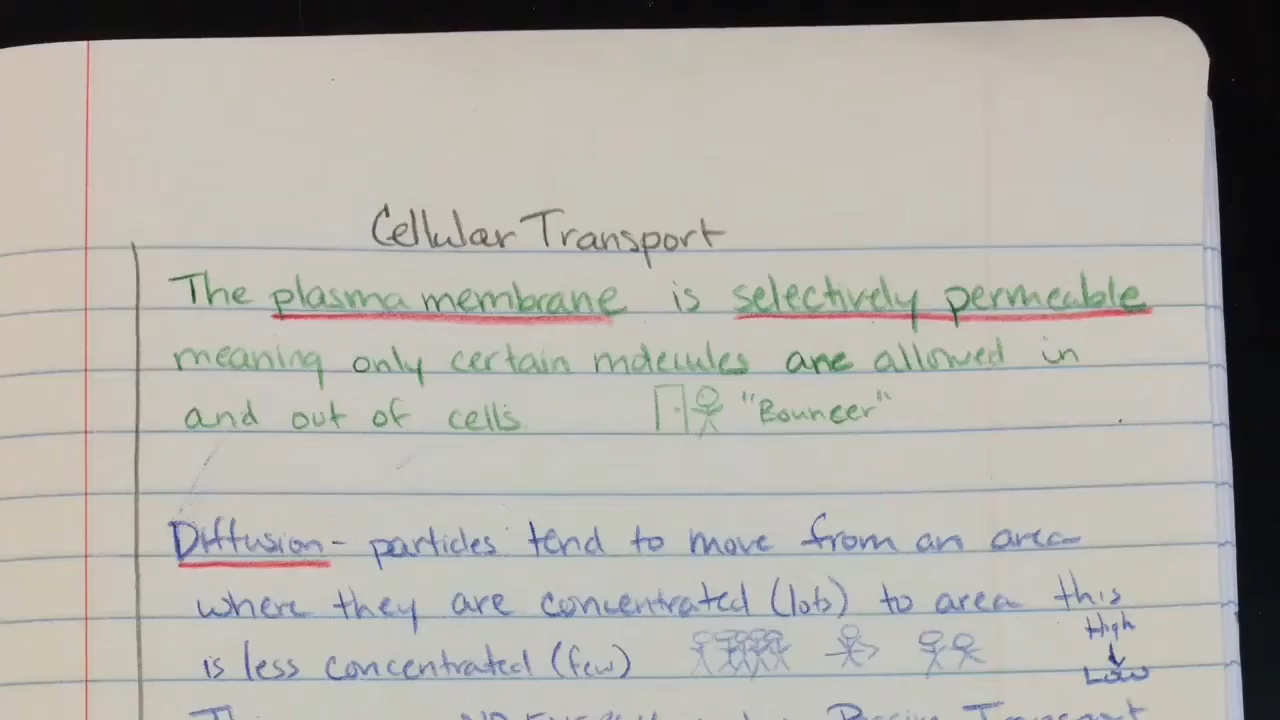 Cellular Transport
The plasma membrane is selectively permeable
meaning only certain molecules are allowed in
and out of cells. "Bouncer"
Diffusion - particles tend to move from an area
where they are concentrated (lots) to area this
is less concentrated (few)
High
↓
Low